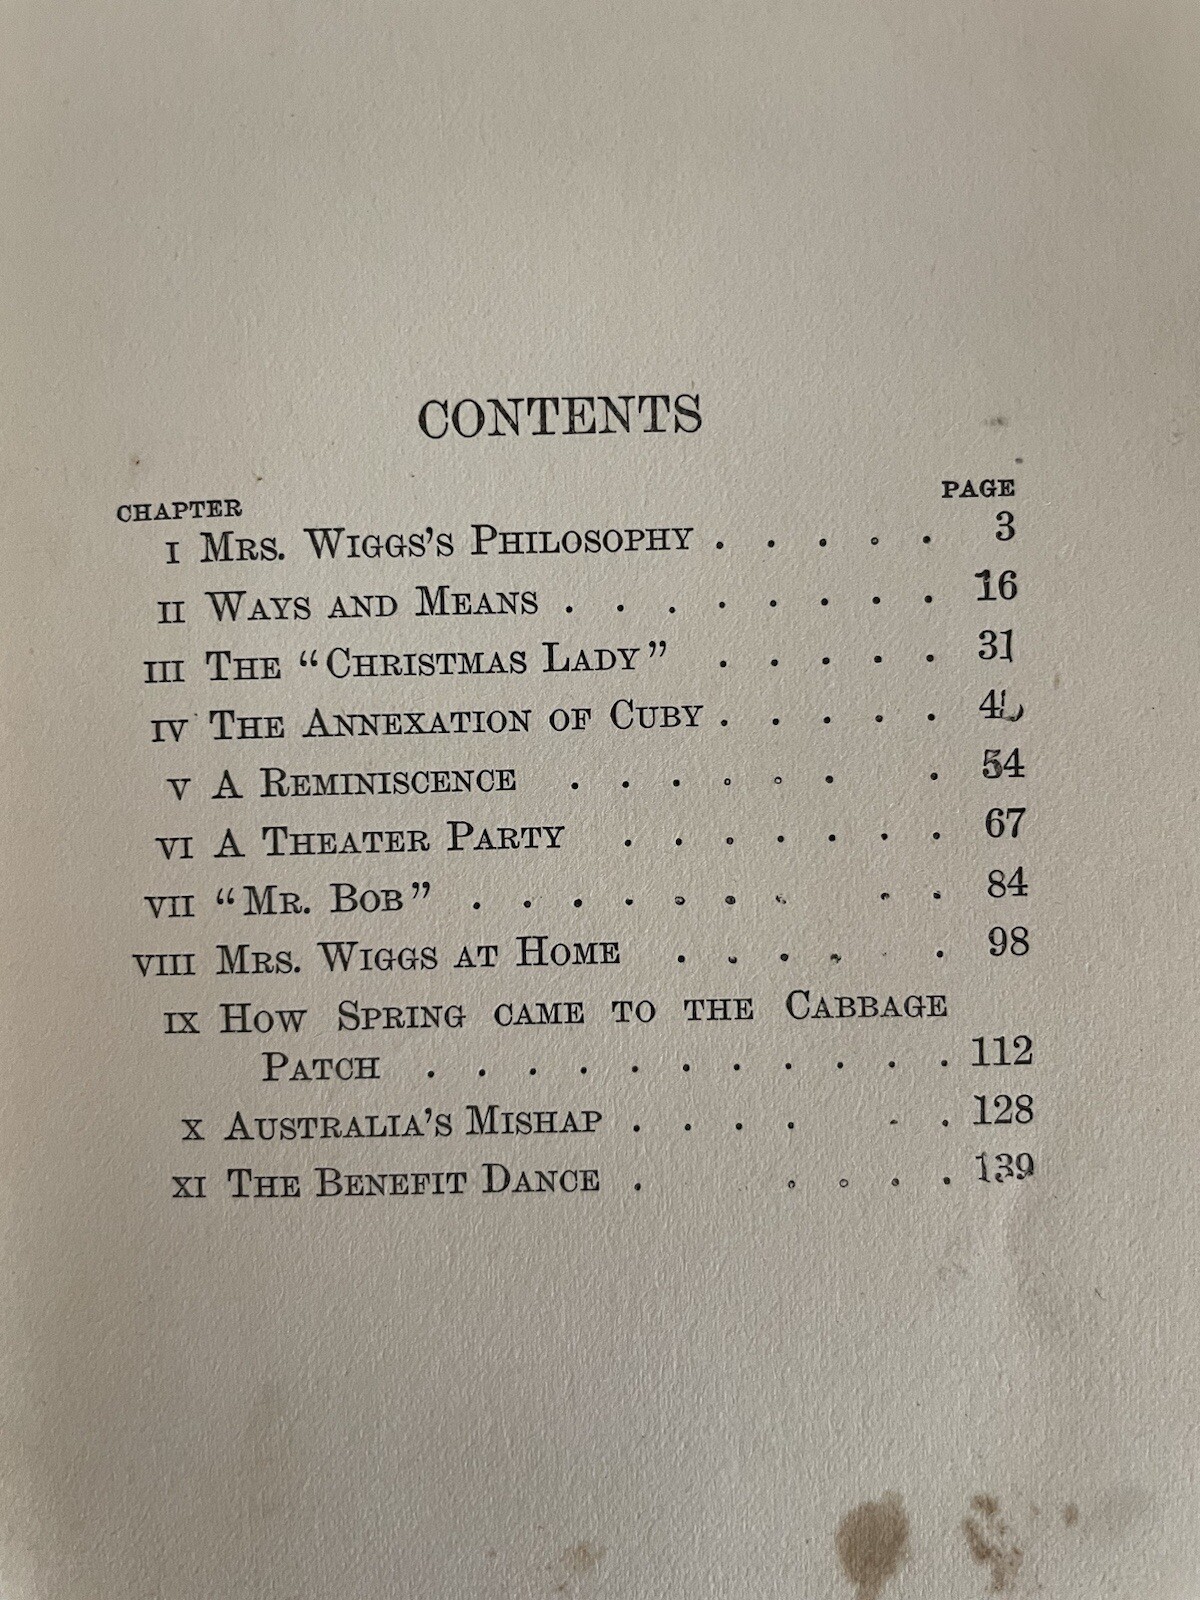 CONTENTS
CHAPTER PAGE
I MRS. WIGGS'S PHILOSOPHY . . . . . 3
II WAYS AND MEANS . . . . . . . . 16
III THE "CHRISTMAS LADY" . . . . . 31
IV THE ANNEXATION OF CUBY . . . . .
V A REMINISCENCE . . . . . . . 54
VI A THEATER PARTY . . . . . . . 67
VII "MR. BOB" . . . . . . . . . 84
VIII MRS. WIGGS AT HOME . . . . . 98
IX HOW SPRING CAME TO THE CABBAGE
PATCH . . . . . . . . . . . 112
X AUSTRALIA'S MISHAP . . . . . . 128
XI THE BENEFIT DANCE . . . . . 139